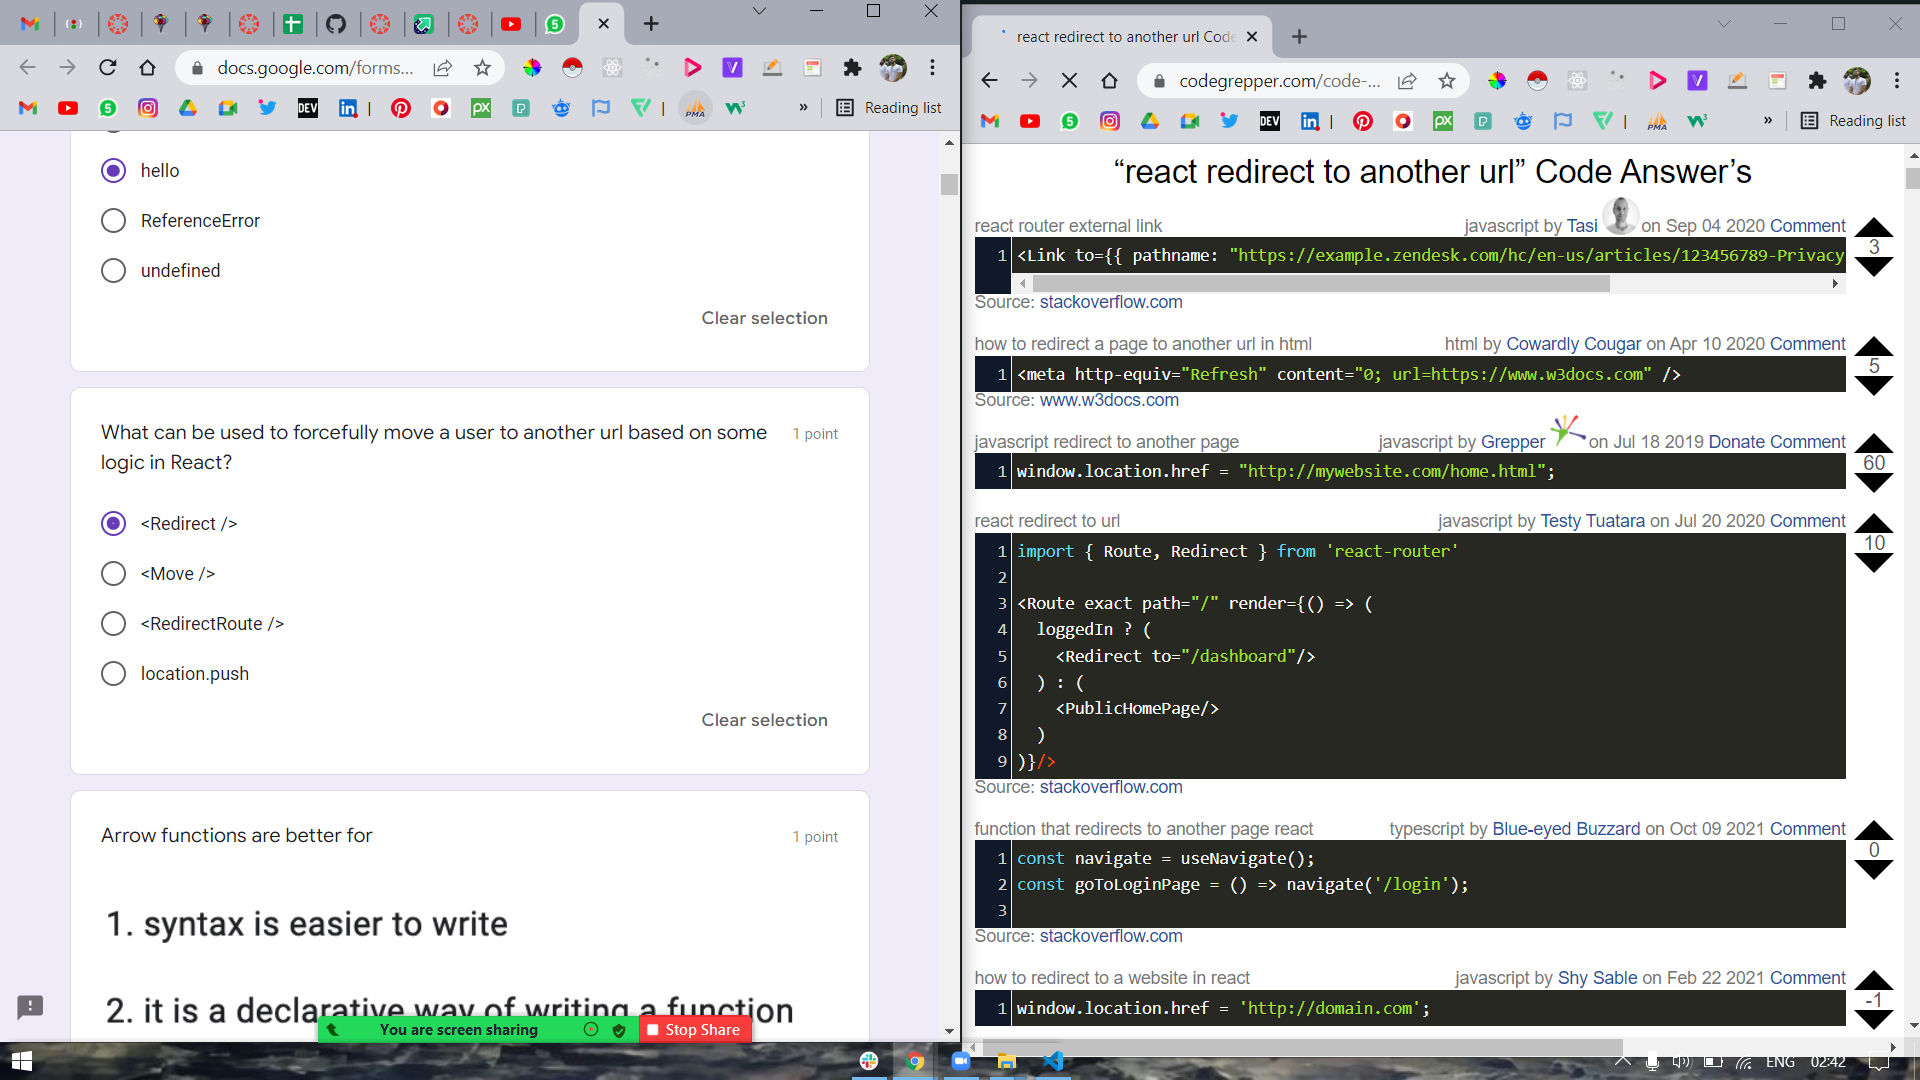 docs.google.com/forms...
Reading list
hello
ReferenceError
undefined
Clear selection
What can be used to forcefully move a user to another url based on some
logic in React?
1 point
<Redirect />
<Move />
<RedirectRoute />
location.push
Clear selection
Arrow functions are better for
1 point
1. syntax is easier to write
2. it is a declarative way of writing a function
You are screen sharing
Stop Share
react redirect to another url Code
codegrepper.com/code-...
Reading list
“react redirect to another url” Code Answer’s
react router external link
javascript by Tasi on Sep 04 2020 Comment
3
1 <Link to={{ pathname: "https://example.zendesk.com/hc/en-us/articles/123456789-Privacy
Source: stackoverflow.com
how to redirect a page to another url in html
html by Cowardly Cougar on Apr 10 2020 Comment
5
1 <meta http-equiv="Refresh" content="0; url=https://www.w3docs.com" />
Source: www.w3docs.com
javascript redirect to another page
javascript by Grepper on Jul 18 2019 Donate Comment
60
1 window.location.href = "http://mywebsite.com/home.html";
react redirect to url
javascript by Testy Tuatara on Jul 20 2020 Comment
10
1 import { Route, Redirect } from 'react-router'
2
3 <Route exact path="/" render={() => (
4 loggedIn ? (
5 <Redirect to="/dashboard"/>
6 ) : (
7 <PublicHomePage/>
8 )
9 )}/>
Source: stackoverflow.com
function that redirects to another page react
typescript by Blue-eyed Buzzard on Oct 09 2021 Comment
0
1 const navigate = useNavigate();
2 const goToLoginPage = () => navigate('/login');
3
Source: stackoverflow.com
how to redirect to a website in react
javascript by Shy Sable on Feb 22 2021 Comment
-1
1 window.location.href = 'http://domain.com';
ENG
02:42